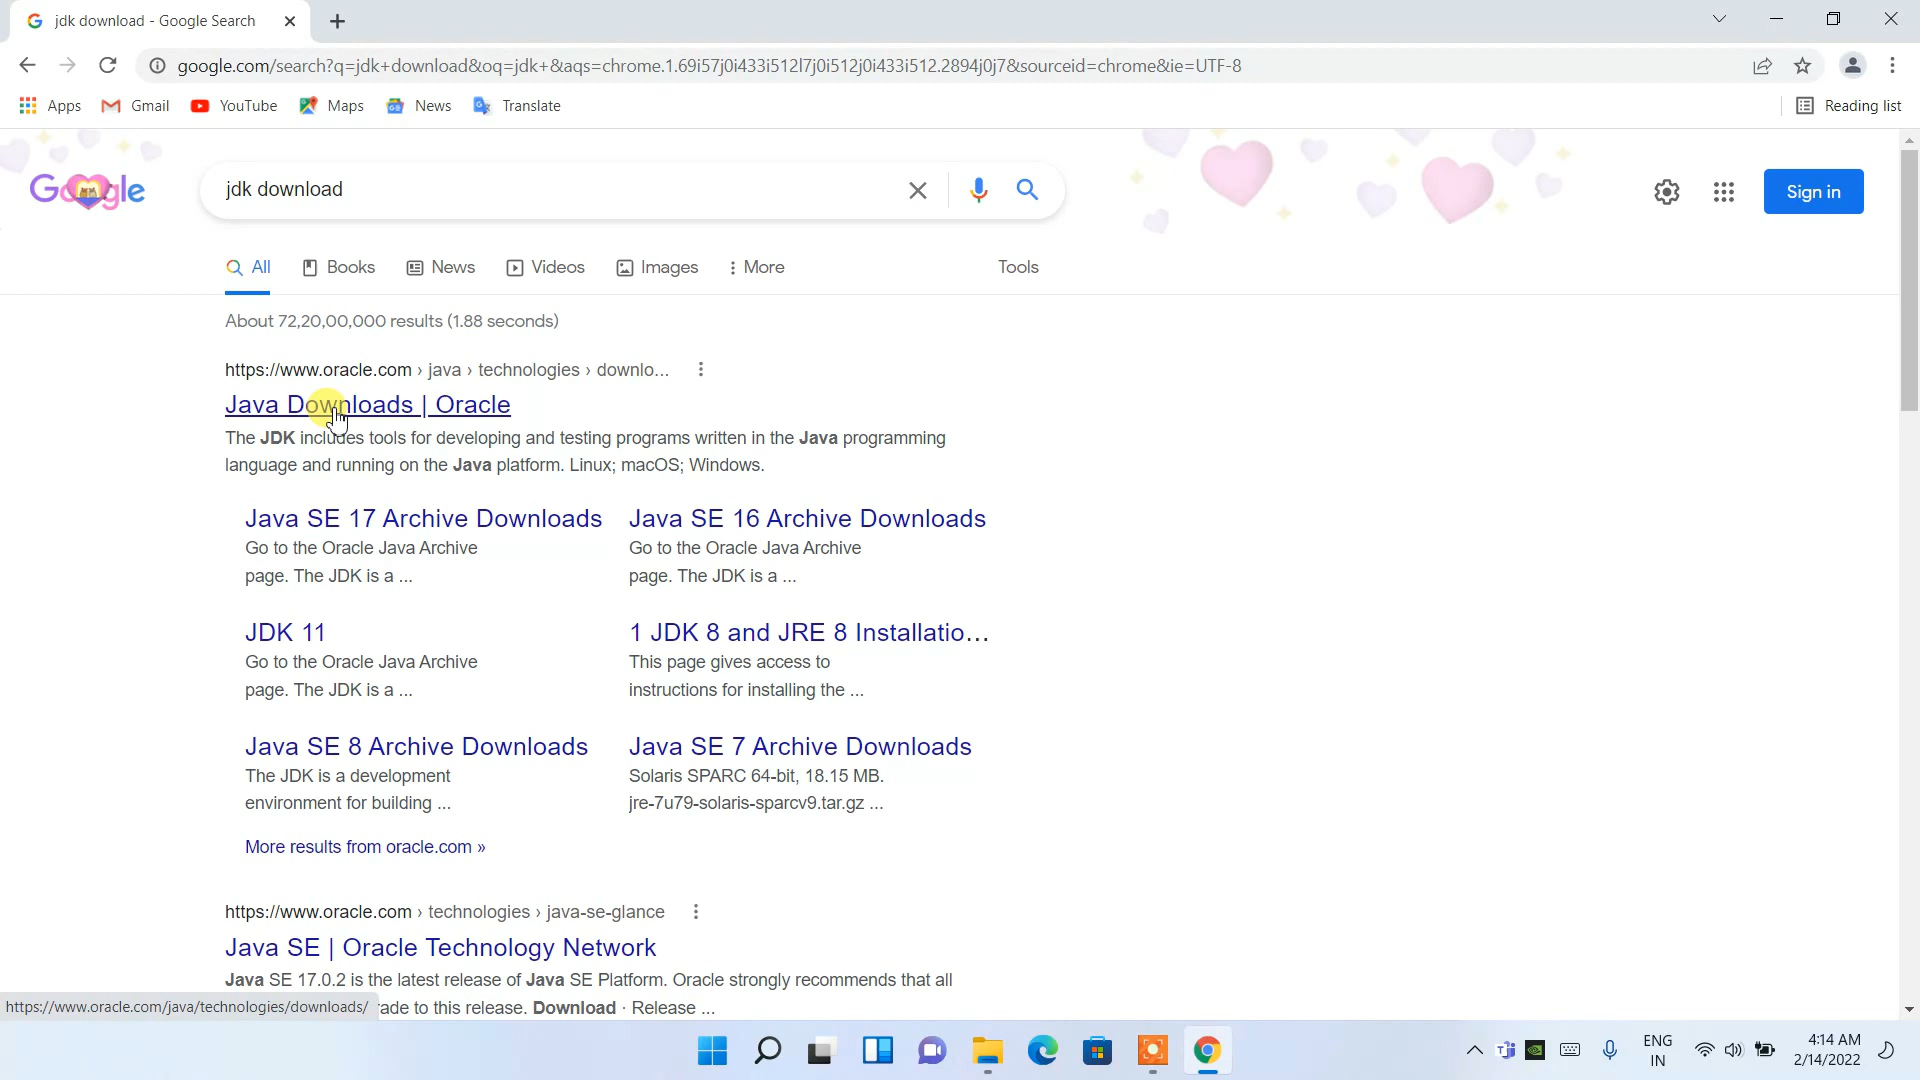 jdk download - Google Search
google.com/search?q=jdk+download&oq=jdk+&aqs=chrome.1.69i57j0i433i512l7j0i512j0i433i512.2894j0j7&sourceid=chrome&ie=UTF-8
Apps Gmail YouTube Maps News Translate Reading list
Google jdk download Sign in
All Books News Videos Images More Tools
About 72,20,00,000 results (1.88 seconds)
https://www.oracle.com › java › technologies › downlo...
Java Downloads | Oracle
The JDK includes tools for developing and testing programs written in the Java programming
language and running on the Java platform. Linux; macOS; Windows.
Java SE 17 Archive Downloads
Go to the Oracle Java Archive
page. The JDK is a ...
Java SE 16 Archive Downloads
Go to the Oracle Java Archive
page. The JDK is a ...
JDK 11
Go to the Oracle Java Archive
page. The JDK is a ...
1 JDK 8 and JRE 8 Installatio...
This page gives access to
instructions for installing the ...
Java SE 8 Archive Downloads
The JDK is a development
environment for building ...
Java SE 7 Archive Downloads
Solaris SPARC 64-bit, 18.15 MB.
jre-7u79-solaris-sparcv9.tar.gz ...
More results from oracle.com »
https://www.oracle.com › technologies › java-se-glance
Java SE | Oracle Technology Network
Java SE 17.0.2 is the latest release of Java SE Platform. Oracle strongly recommends that all
https://www.oracle.com/java/technologies/downloads/ ade to this release. Download · Release ...
ENG
IN
4:14 AM
2/14/2022